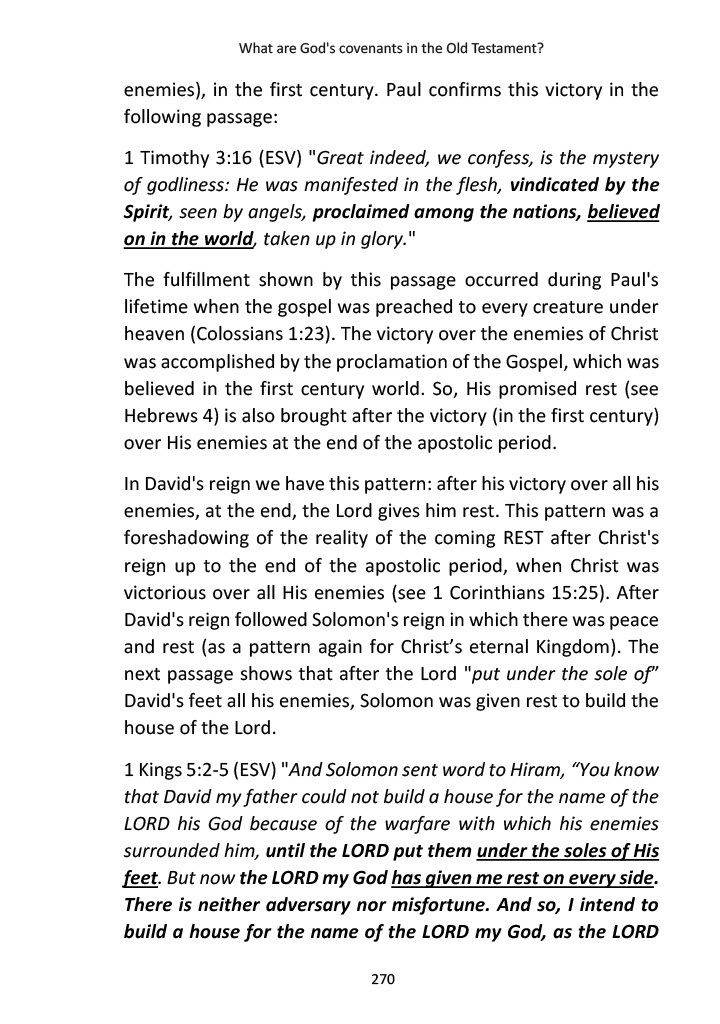 What are God's covenants in the Old Testament?
enemies), in the first century. Paul confirms this victory in the
following passage:
1 Timothy 3:16 (ESV) "Great indeed, we confess, is the mystery
of godliness: He was manifested in the flesh, vindicated by the
Spirit, seen by angels, proclaimed among the nations, believed
on in the world, taken up in glory."
The fulfillment shown by this passage occurred during Paul's
lifetime when the gospel was preached to every creature under
heaven (Colossians 1:23). The victory over the enemies of Christ
was accomplished by the proclamation of the Gospel, which was
believed in the first century world. So, His promised rest (see
Hebrews 4) is also brought after the victory (in the first century)
over His enemies at the end of the apostolic period.
In David's reign we have this pattern: after his victory over all his
enemies, at the end, the Lord gives him rest. This pattern was a
foreshadowing of the reality of the coming REST after Christ's
reign up to the end of the apostolic period, when Christ was
victorious over all His enemies (see 1 Corinthians 15:25). After
David's reign followed Solomon's reign in which there was peace
and rest (as a pattern again for Christ’s eternal Kingdom). The
next passage shows that after the Lord "put under the sole of”
David's feet all his enemies, Solomon was given rest to build the
house of the Lord.
1 Kings 5:2-5 (ESV) "And Solomon sent word to Hiram, “You know
that David my father could not build a house for the name of the
LORD his God because of the warfare with which his enemies
surrounded him, until the LORD put them under the soles of His
feet. But now the LORD my God has given me rest on every side.
There is neither adversary nor misfortune. And so, I intend to
build a house for the name of the LORD my God, as the LORD
270